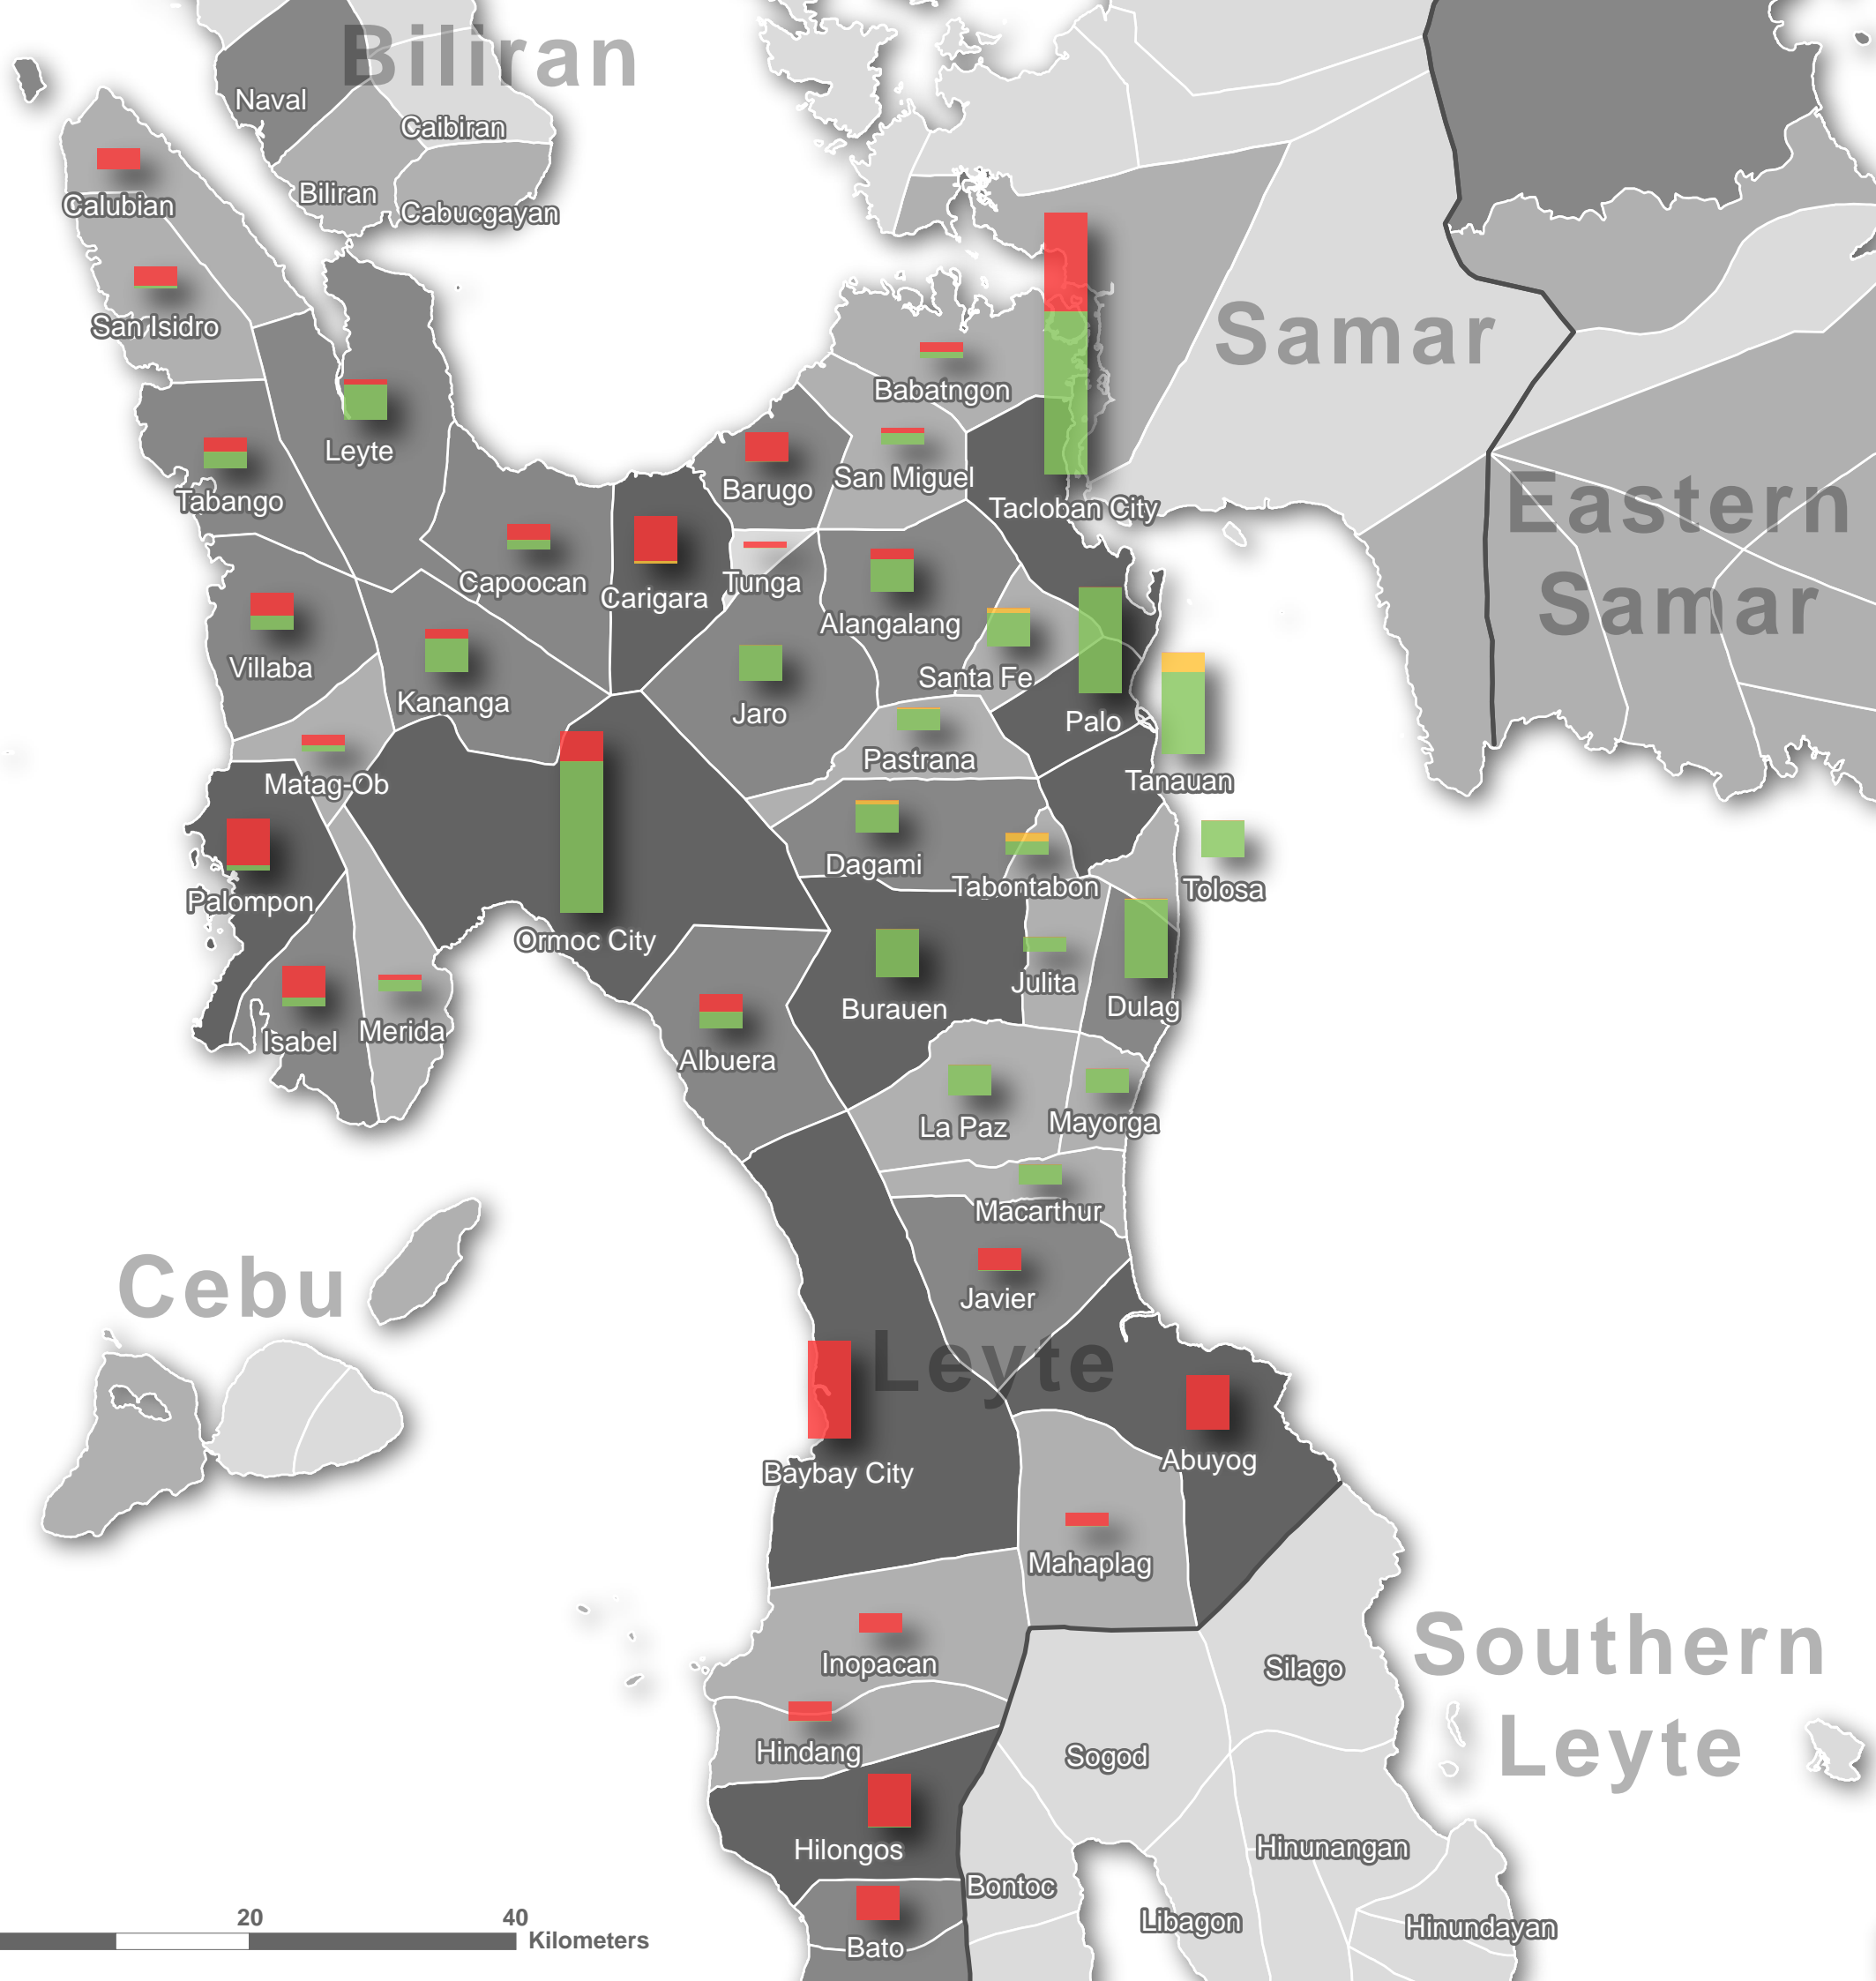 Biliran
Naval
Caibiran
Biliran
Cabucgayan
Calubian
San Isidro
Samar
Babatngon
Leyte
San Miguel
Barugo
Tabango
Tacloban City
Eastern
Samar
Capoocan
Tunga
Carigara
Alangalang
Villaba
Santa Fe
Kananga
Jaro
Palo
Pastrana
Tanauan
Matag-Ob
Dagami
Tabontabon
Tolosa
Palompon
Ormoc City
Julita
Burauen
Dulag
Isabel
Merida
Albuera
La Paz
Mayorga
Macarthur
Cebu
Javier
Leyte
Abuyog
Baybay City
Mahaplag
Southern
Leyte
Inopacan
Silago
Hindang
Sogod
Hilongos
Hinunangan
Bontoc
Libagon
Hinundayan
Bato
20
40
Kilometers